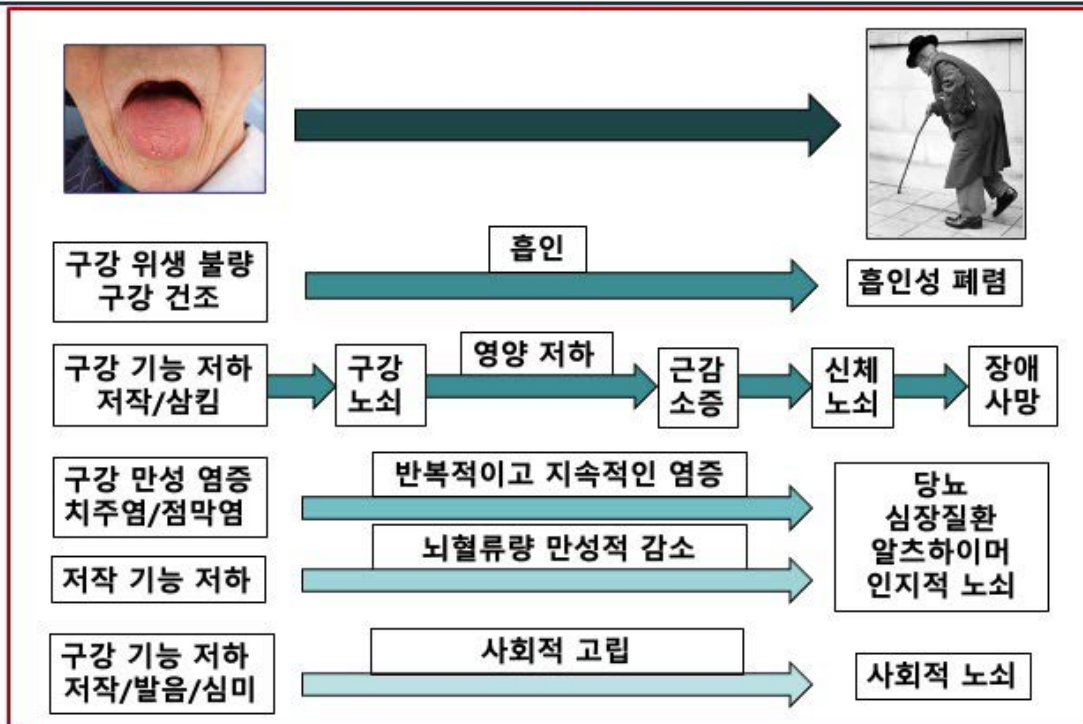 구강 위생 불량
구강 건조
흡인
흡인성 폐렴
구강 기능 저하
저작/삼킴
구강
노쇠
영양 저하
근감
소증
신체
노쇠
장애
사망
구강 만성 염증
치주염/점막염
반복적이고 지속적인 염증
저작 기능 저하
뇌혈류량 만성적 감소
당뇨
심장질환
알츠하이머
인지적 노쇠
구강 기능 저하
저작/발음/심미
사회적 고립
사회적 노쇠